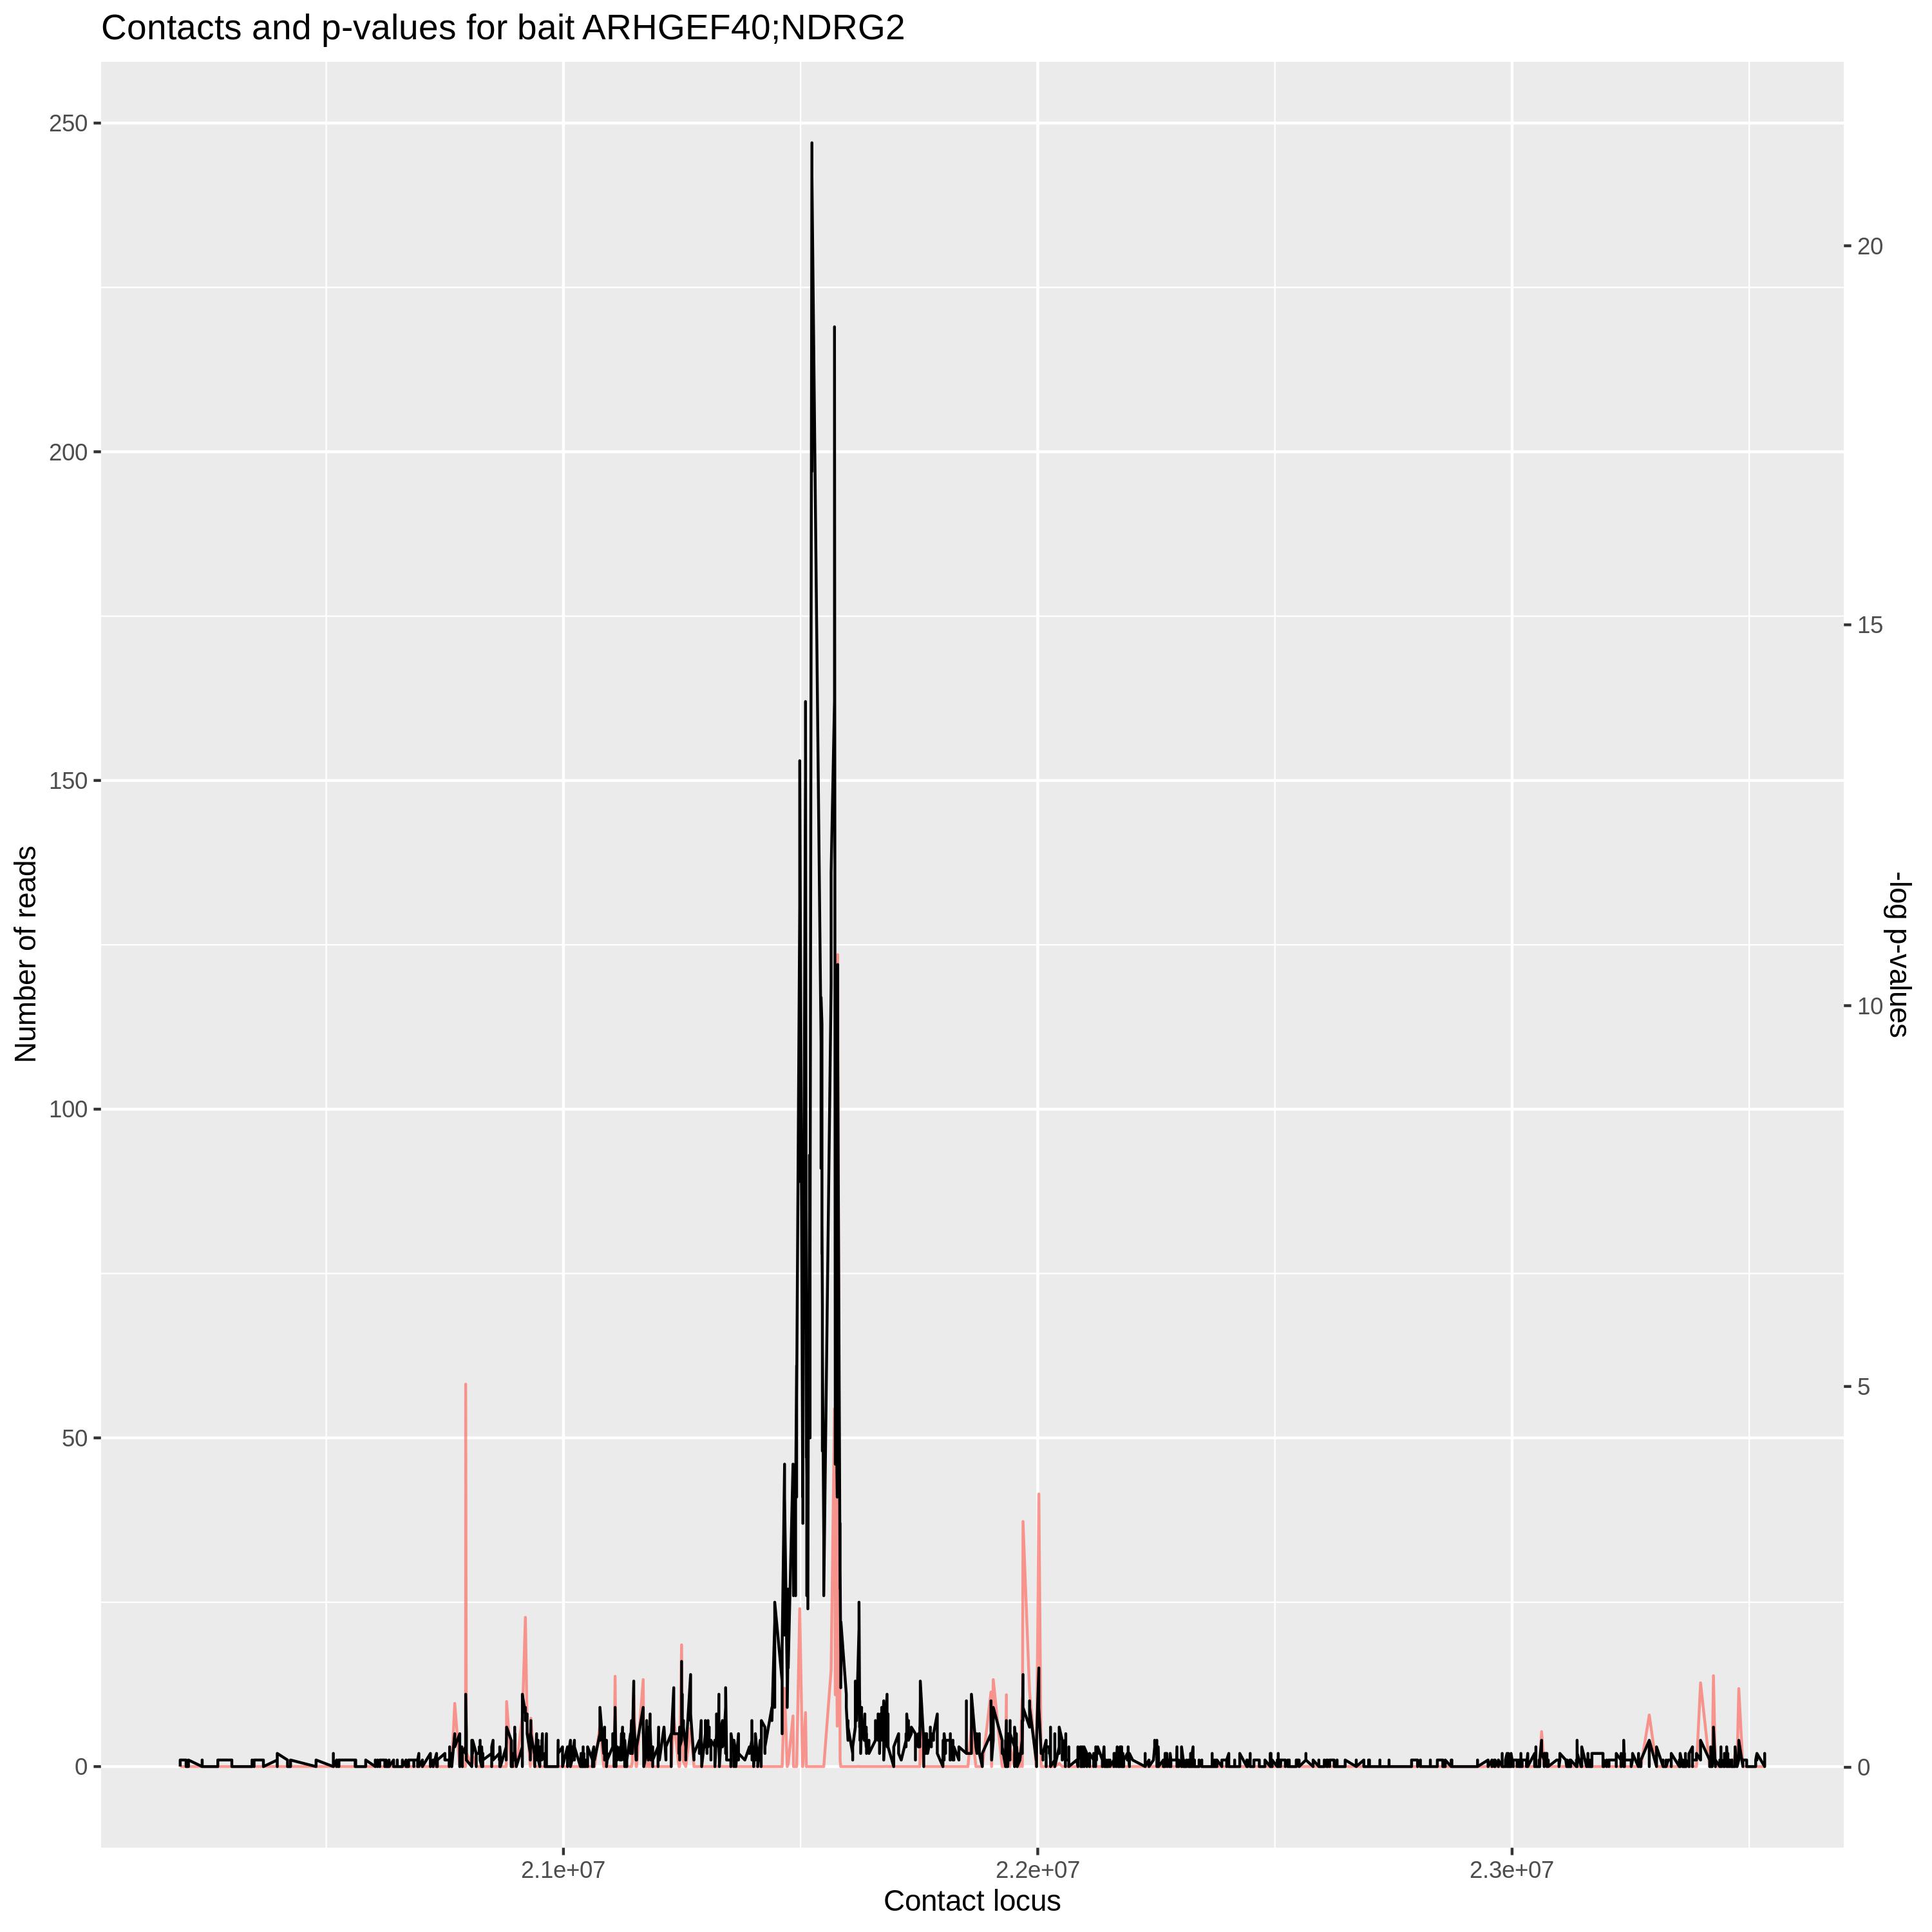 Contacts and p-values for bait ARHGEF40;NDRG2
250
200
150
100
50
0
Number of reads
20
15
10
5
0
-log p-values
2.1e+07
2.2e+07
2.3e+07
Contact locus